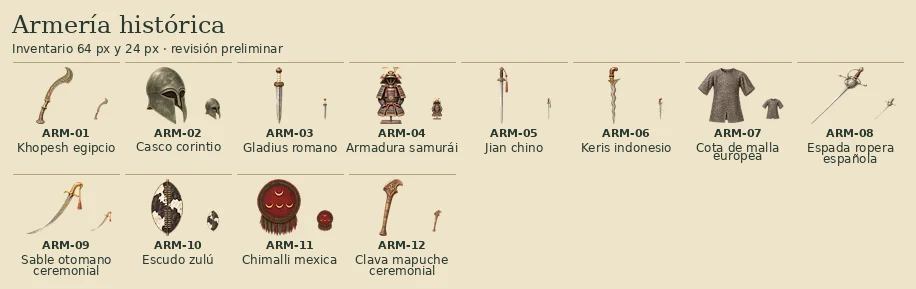 Armería histórica
Inventario 64 px y 24 px · revisión preliminar
ARM-01
Khopesh egipcio
ARM-02
Casco corintio
ARM-03
Gladius romano
ARM-04
Armadura samurái
ARM-05
Jian chino
ARM-06
Keris indonesio
ARM-07
Cota de malla
europea
ARM-08
Espada ropera
española
ARM-09
Sable otomano
ceremonial
ARM-10
Escudo zulú
ARM-11
Chimalli mexica
ARM-12
Clava mapuche
ceremonial